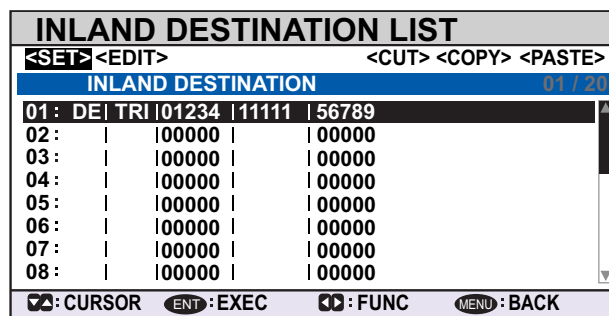 INLAND DESTINATION LIST
<SET> <EDIT> <CUT> <COPY> <PASTE>
INLAND DESTINATION 01 / 20
01 : DE| TRI |01234 |11111 | 56789
02 : | |00000 | | 00000
03 : | |00000 | | 00000
04 : | |00000 | | 00000
05 : | |00000 | | 00000
06 : | |00000 | | 00000
07 : | |00000 | | 00000
08 : | |00000 | | 00000
: CURSOR ENT : EXEC : FUNC MENU : BACK